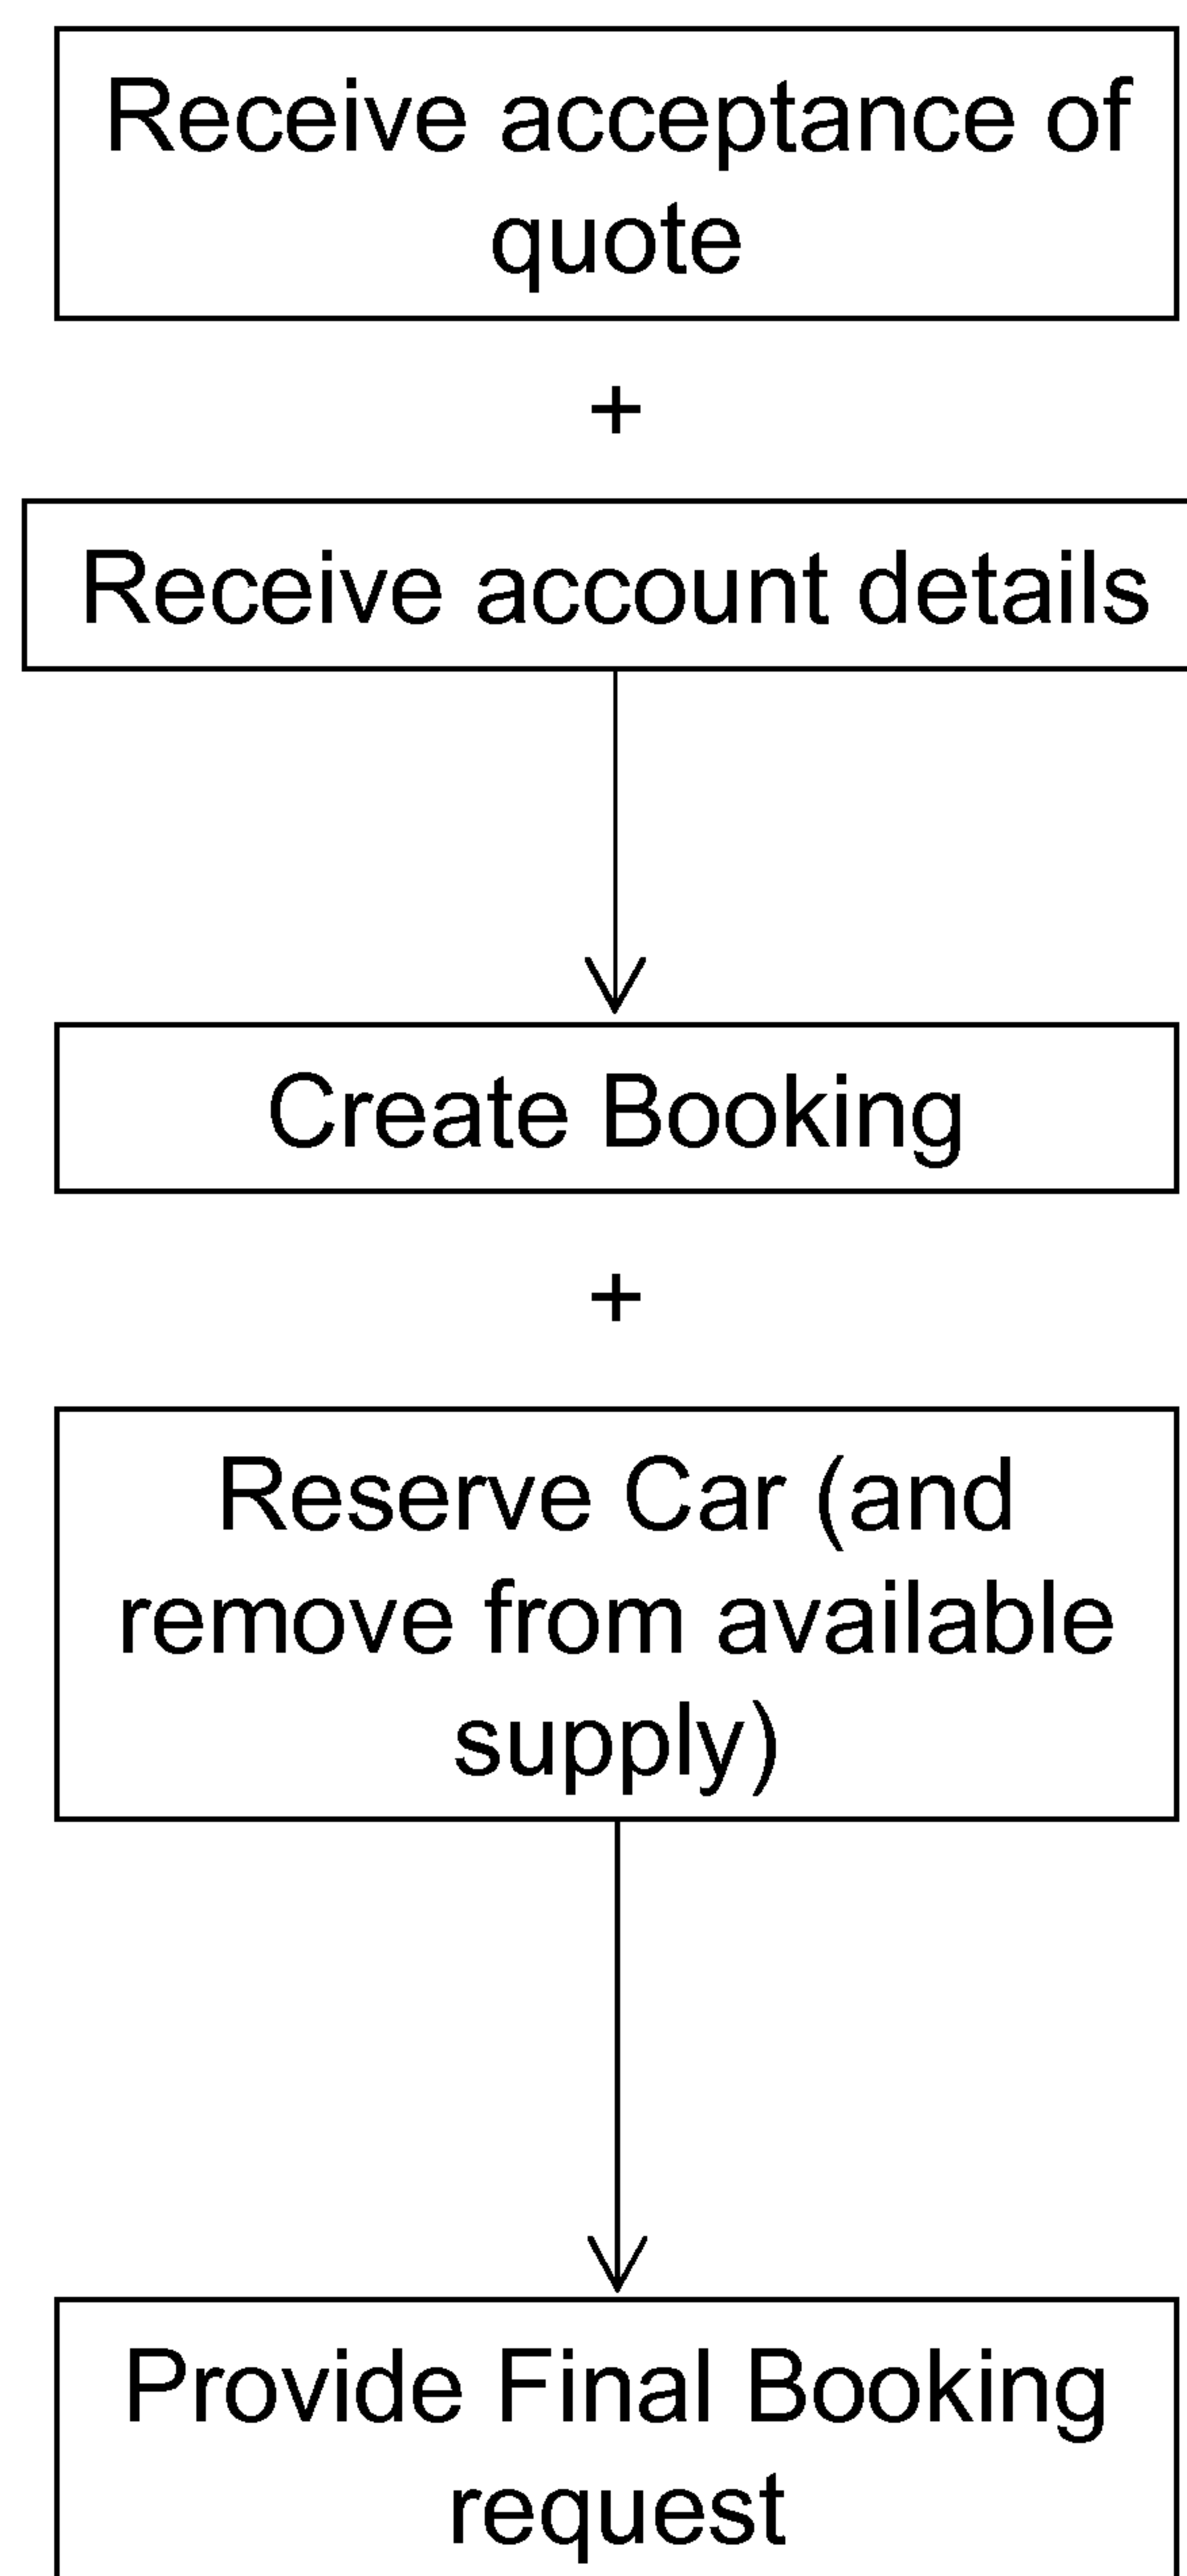 Receive acceptance of
quote
+
Receive account details
Create Booking
+
Reserve Car (and
remove from available
supply)
Provide Final Booking
request